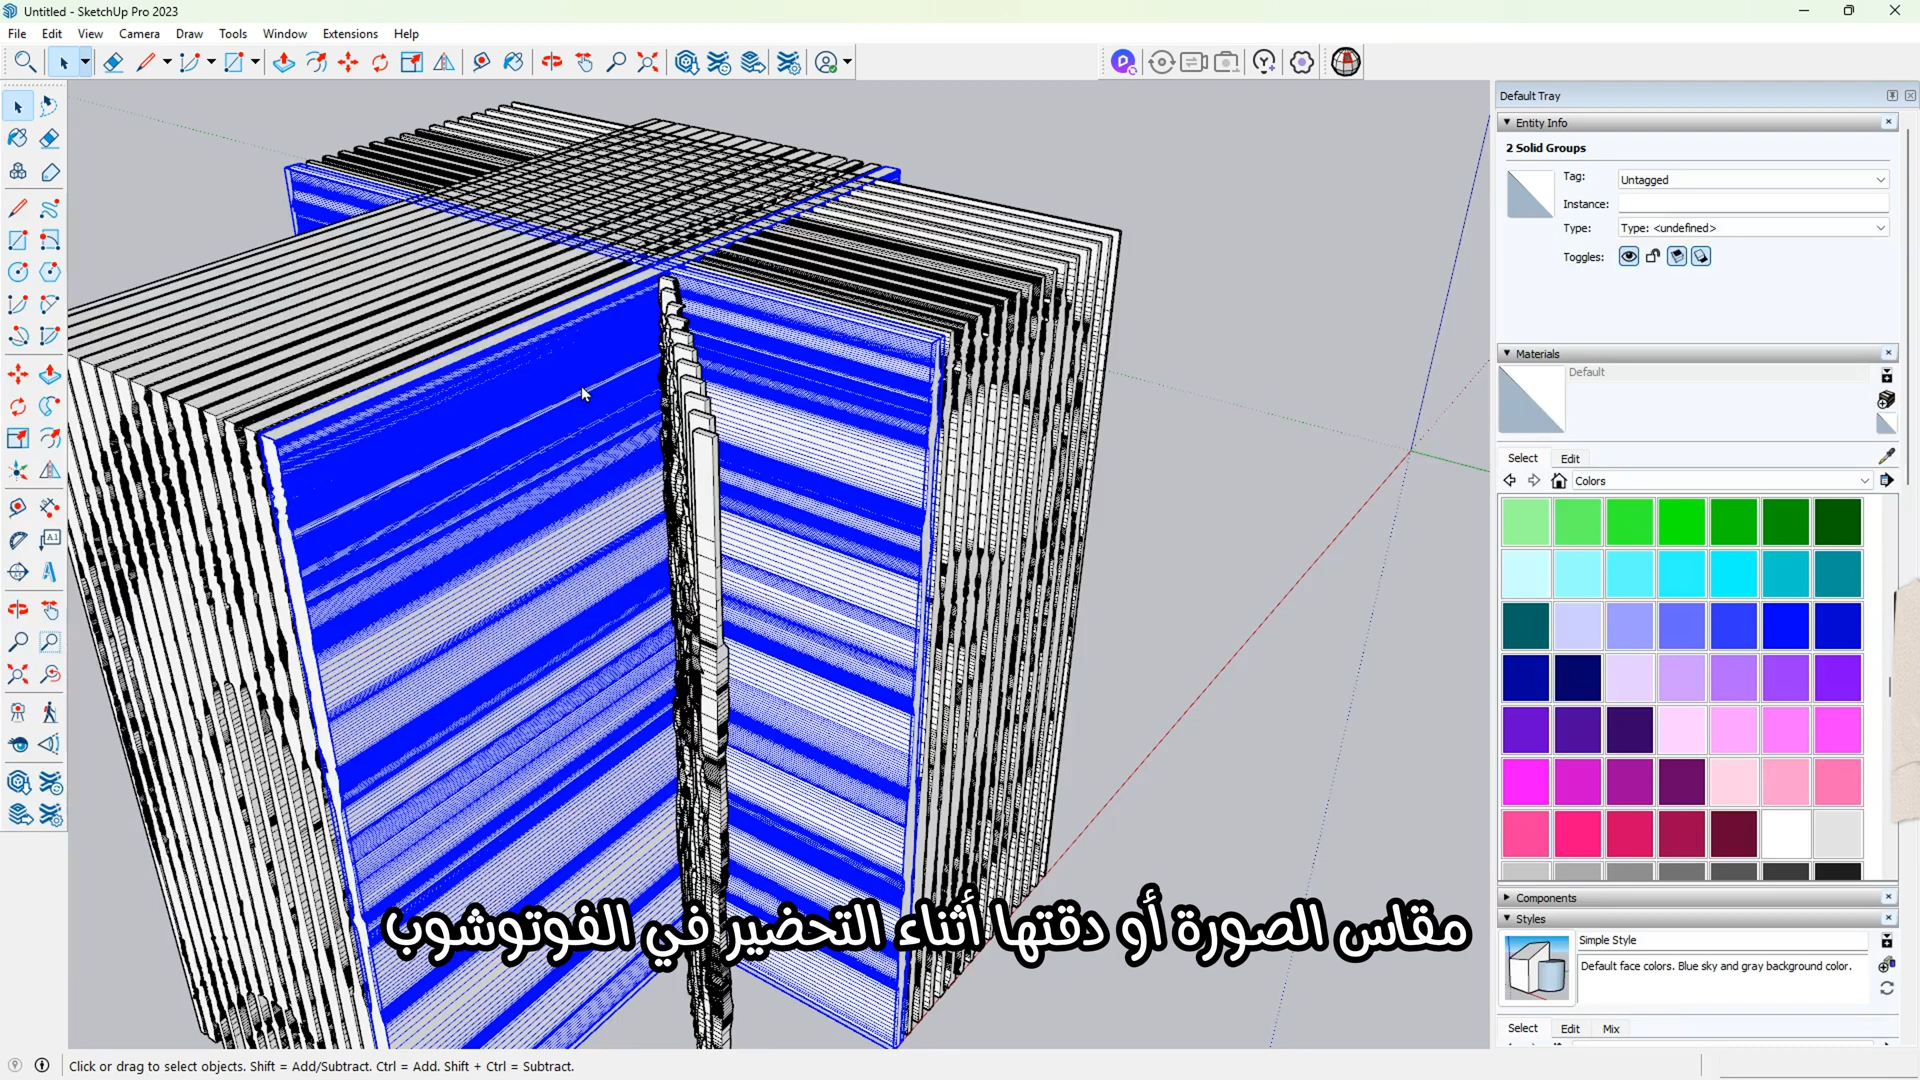 Untitled - SketchUp Pro 2023
File Edit View Camera Draw Tools Window Extensions Help
Default Tray
Entity Info
2 Solid Groups
Tag: Untagged
Instance:
Type: Type: <undefined>
Toggles:
Materials
Default
Select Edit
Colors
Components
Styles
Simple Style
Default face colors. Blue sky and gray background color.
Select Edit Mix
مقاس الصورة أو دقتها أثناء التحضير في الفوتوشوب
Click or drag to select objects. Shift = Add/Subtract. Ctrl = Add. Shift + Ctrl = Subtract.